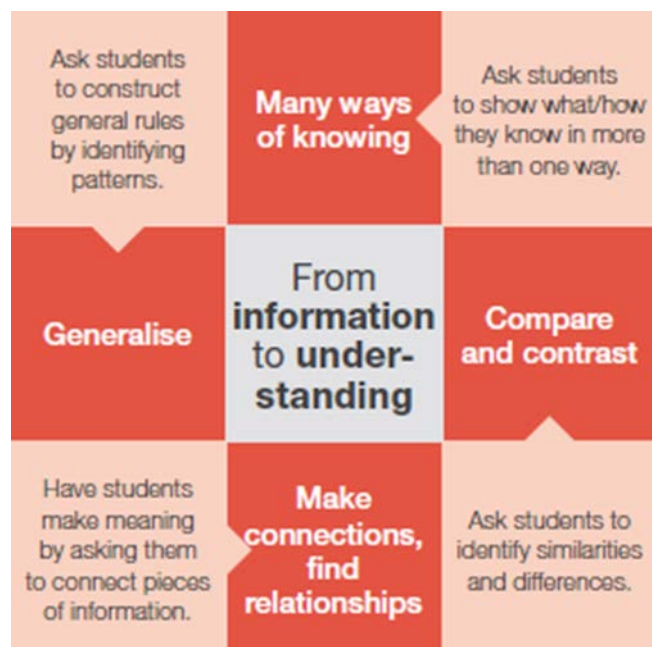 Ask students
to construct
general rules
by identifying
patterns.
Many ways
of knowing
Ask students
to show what/how
they know in more
than one way.
Generalise
From
information
to under-
standing
Compare
and contrast
Have students
make meaning
by asking them
to connect pieces
of information.
Make
connections,
find
relationships
Ask students to
identify similarities
and differences.